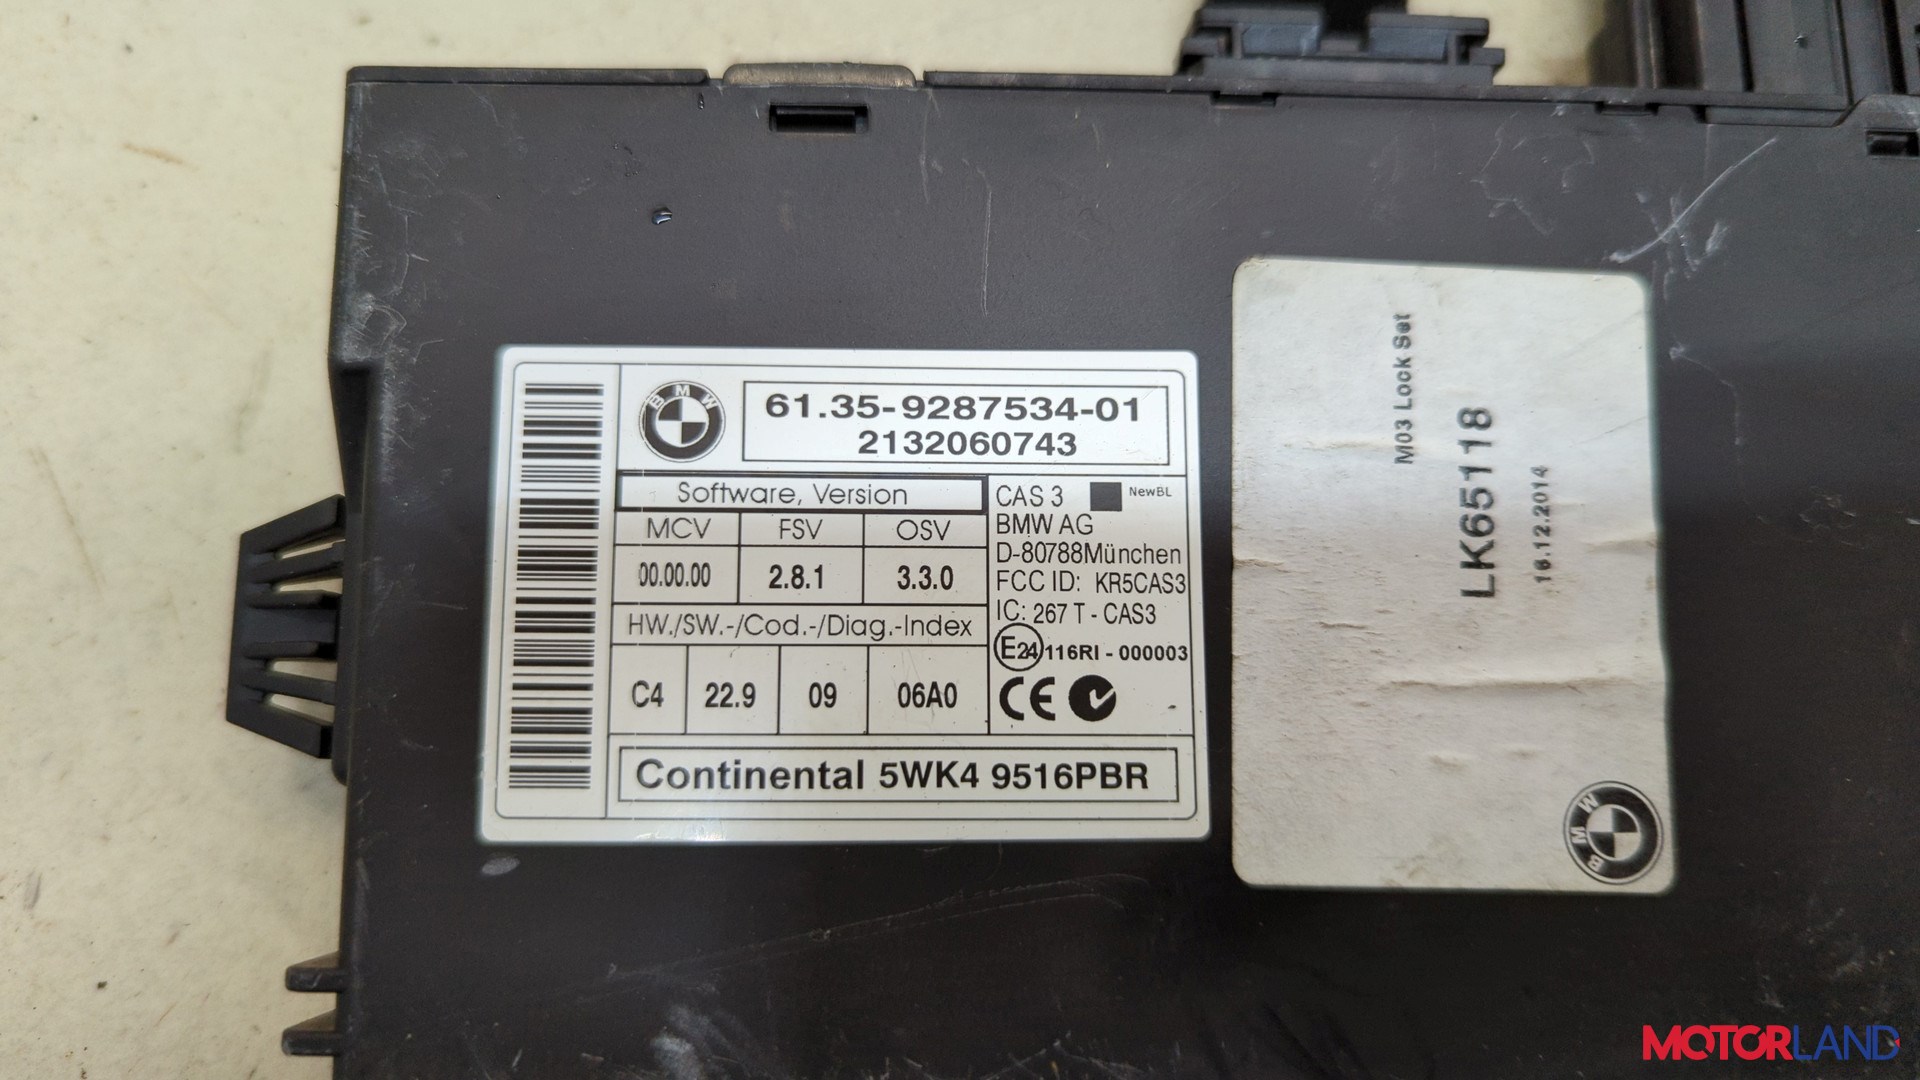 BMW
61.35-9287534-01
2132060743
Software, Version
MCV FSV OSV
00.00.00 2.8.1 3.3.0
HW./SW.-/Cod.-/Diag.-Index
C4 22.9 09 06A0
CAS 3 NewBL
BMW AG
D-80788München
FCC ID: KR5CAS3
IC: 267 T - CAS3
E24 116RI - 000003
CE
Continental 5WK4 9516PBR
M03 Lock Set
LK65118
16.12.2014
BMW
MOTORLAND